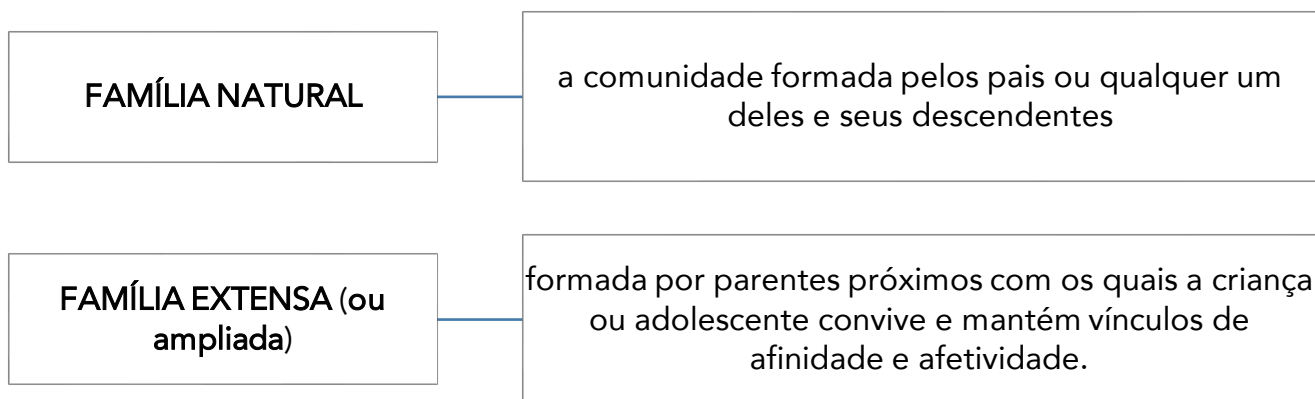 FAMÍLIA NATURAL
a comunidade formada pelos pais ou qualquer um
deles e seus descendentes
FAMÍLIA EXTENSA (ou
ampliada)
formada por parentes próximos com os quais a criança
ou adolescente convive e mantém vínculos de
afinidade e afetividade.